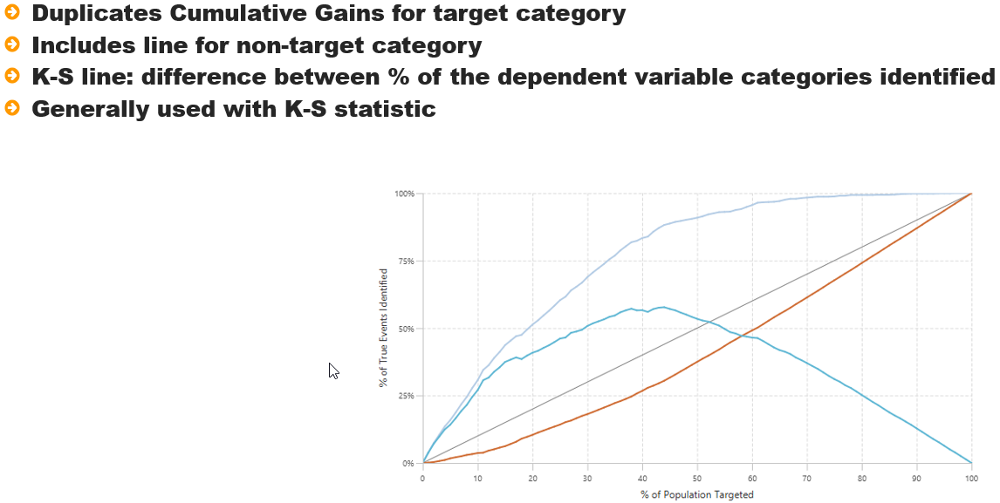 Duplicates Cumulative Gains for target category
Includes line for non-target category
K-S line: difference between % of the dependent variable categories identified
Generally used with K-S statistic
100%
75%
50%
25%
0%
% of True Events Identified
0 10 20 30 40 50 60 70 80 90 100
% of Population Targeted